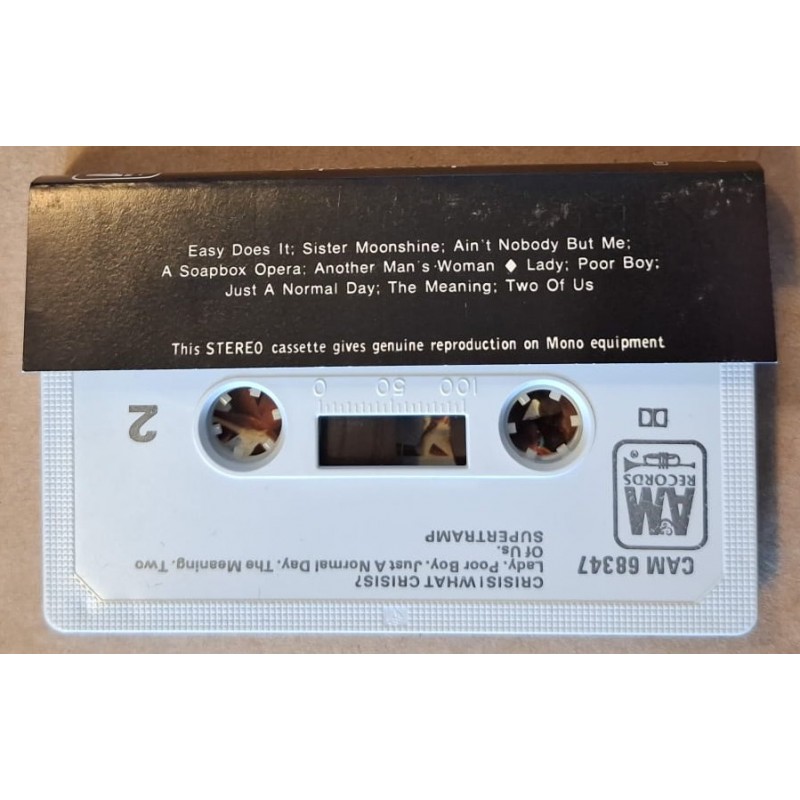 Easy Does It; Sister Moonshine; Ain't Nobody But Me;
A Soapbox Opera; Another Man's Woman ♦ Lady; Poor Boy;
Just A Normal Day; The Meaning; Two Of Us
This STEREO cassette gives genuine reproduction on Mono equipment
CAM 68347
CRISIS! WHAT CRISIS?
Lady. Poor Boy. Just A Normal Day. The Meaning. Two
Of Us.
SUPERTRAMP
AM
RECORDS
®
2
100 50 0